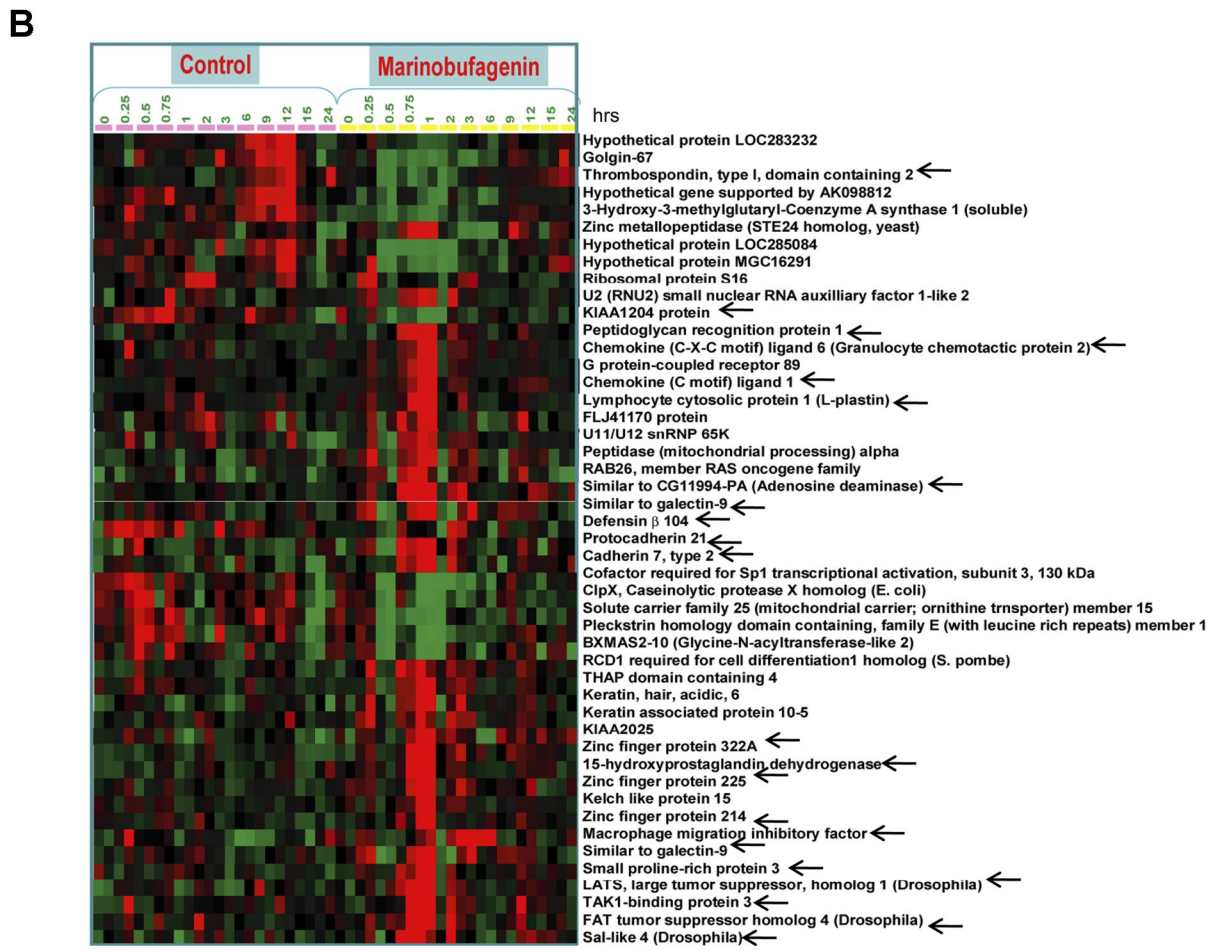 B
Control Marinobufagenin
0 0.25 0.5 0.75 1 2 3 6 9 12 15 24 0 0.25 0.5 0.75 1 2 3 6 9 12 15 24 hrs
Hypothetical protein LOC283232
Golgin-67
Thrombospondin, type I, domain containing 2
Hypothetical gene supported by AK098812
3-Hydroxy-3-methylglutaryl-Coenzyme A synthase 1 (soluble)
Zinc metallopeptidase (STE24 homolog, yeast)
Hypothetical protein LOC285084
Hypothetical protein MGC16291
Ribosomal protein S16
U2 (RNU2) small nuclear RNA auxilliary factor 1-like 2
KIAA1204 protein
Peptidoglycan recognition protein 1
Chemokine (C-X-C motif) ligand 6 (Granulocyte chemotactic protein 2)
G protein-coupled receptor 89
Chemokine (C motif) ligand 1
Lymphocyte cytosolic protein 1 (L-plastin)
FLJ41170 protein
U11/U12 snRNP 65K
Peptidase (mitochondrial processing) alpha
RAB26, member RAS oncogene family
Similar to CG11994-PA (Adenosine deaminase)
Similar to galectin-9
Defensin β 104
Protocadherin 21
Cadherin 7, type 2
Cofactor required for Sp1 transcriptional activation, subunit 3, 130 kDa
ClpX, Caseinolytic protease X homolog (E. coli)
Solute carrier family 25 (mitochondrial carrier; ornithine trnsporter) member 15
Pleckstrin homology domain containing, family E (with leucine rich repeats) member 1
BXMAS2-10 (Glycine-N-acyltransferase-like 2)
RCD1 required for cell differentiation1 homolog (S. pombe)
THAP domain containing 4
Keratin, hair, acidic, 6
Keratin associated protein 10-5
KIAA2025
Zinc finger protein 322A
15-hydroxyprostaglandin dehydrogenase
Zinc finger protein 225
Kelch like protein 15
Zinc finger protein 214
Macrophage migration inhibitory factor
Similar to galectin-9
Small proline-rich protein 3
LATS, large tumor suppressor, homolog 1 (Drosophila)
TAK1-binding protein 3
FAT tumor suppressor homolog 4 (Drosophila)
Sal-like 4 (Drosophila)